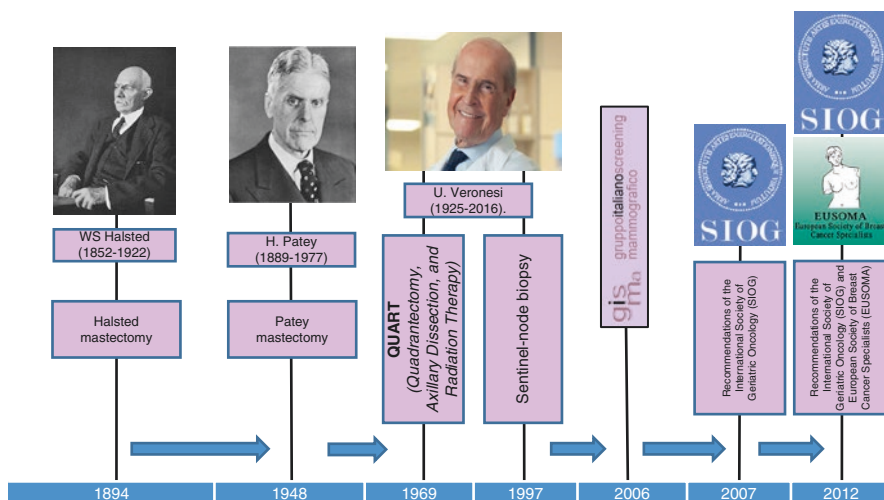 WS Halsted
(1852-1922)
Halsted
mastectomy
H. Patey
(1889-1977)
Patey
mastectomy
U. Veronesi
(1925-2016).
QUART
(Quadrantectomy,
Axillary Dissection, and
Radiation Therapy)
Sentinel-node biopsy
gisma
gruppoitalianoscreening
mammografico
SIOG
Recommendations of the
International Society of
Geriatric Oncology (SIOG)
SIOG
EUSOMA
European Society of Breast
Cancer Specialists
Recommendations of the
International Society of
Geriatric Oncology (SIOG) and
European Society of Breast
Cancer Specialists (EUSOMA)
1894
1948
1969
1997
2006
2007
2012